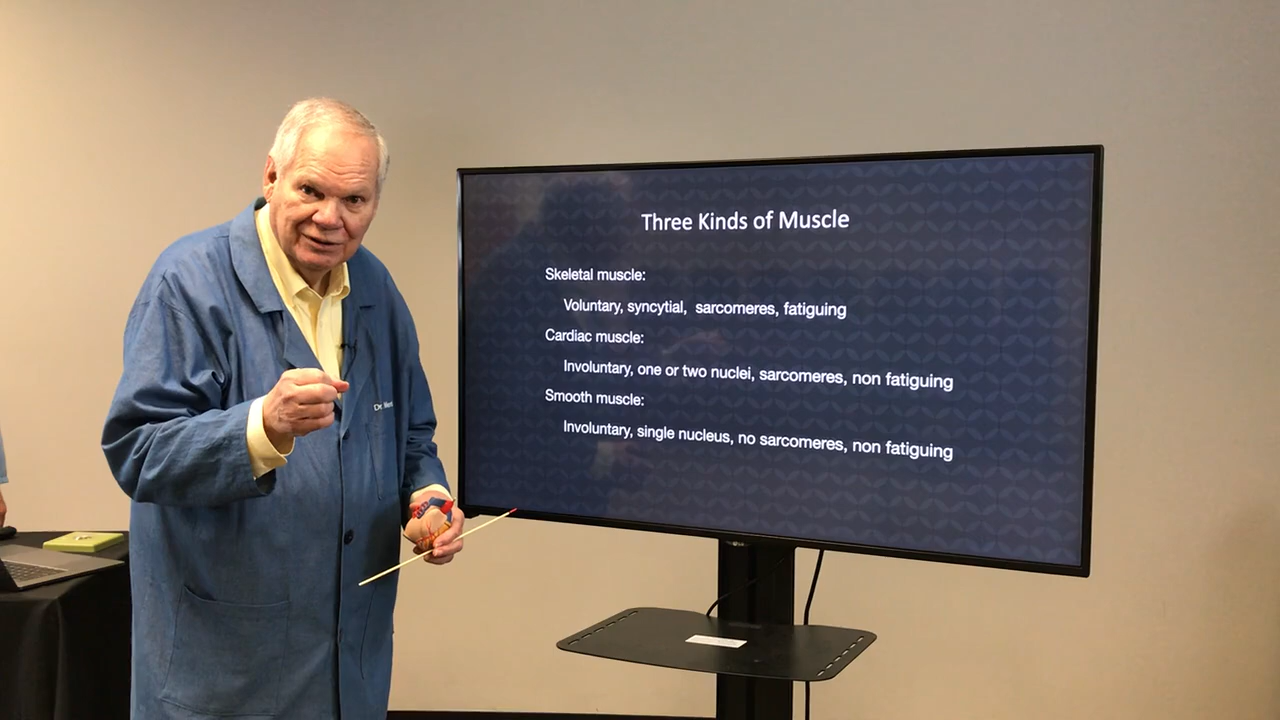 Three Kinds of Muscle
Skeletal muscle:
Voluntary, syncytial, sarcomeres, fatiguing
Cardiac muscle:
Involuntary, one or two nuclei, sarcomeres, non fatiguing
Smooth muscle:
Involuntary, single nucleus, no sarcomeres, non fatiguing